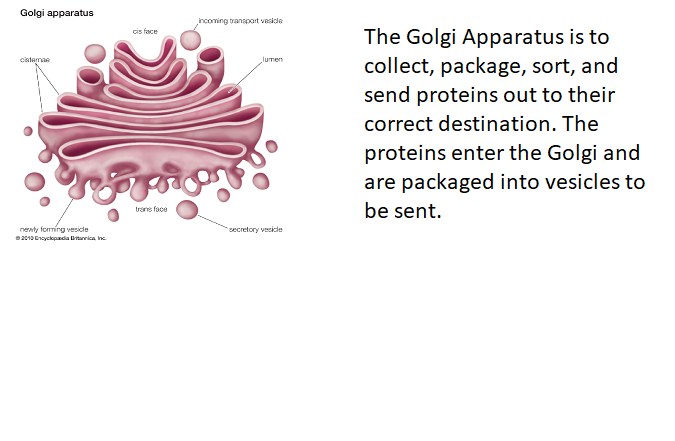 Golgi apparatus
incoming transport vesicle
cis face
cisternae
lumen
trans face
newly forming vesicle
secretory vesicle
© 2010 Encyclopædia Britannica, Inc.
The Golgi Apparatus is to
collect, package, sort, and
send proteins out to their
correct destination. The
proteins enter the Golgi and
are packaged into vesicles to
be sent.